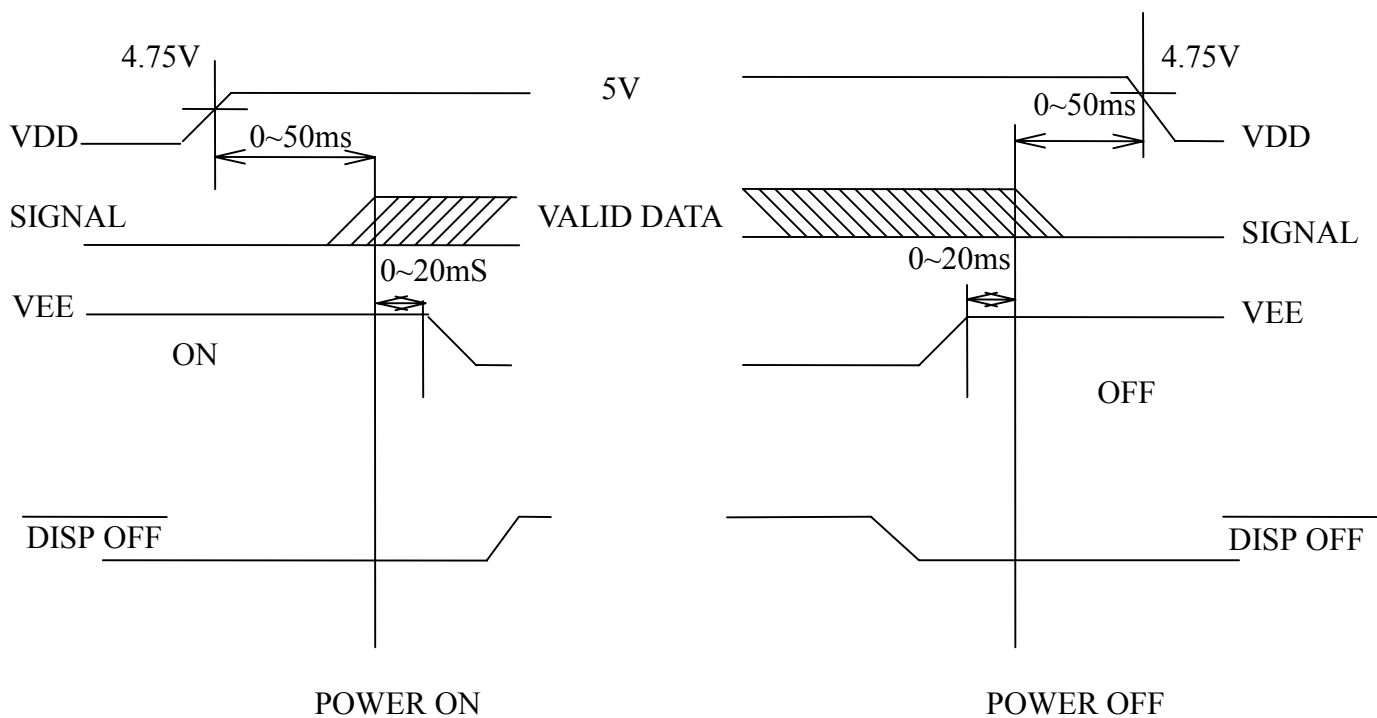 4.75V
4.75V
5V
0~50ms
0~50ms
VDD
VDD
SIGNAL
VALID DATA
SIGNAL
0~20mS
0~20ms
VEE
VEE
ON
OFF
DISP OFF
DISP OFF
POWER ON
POWER OFF